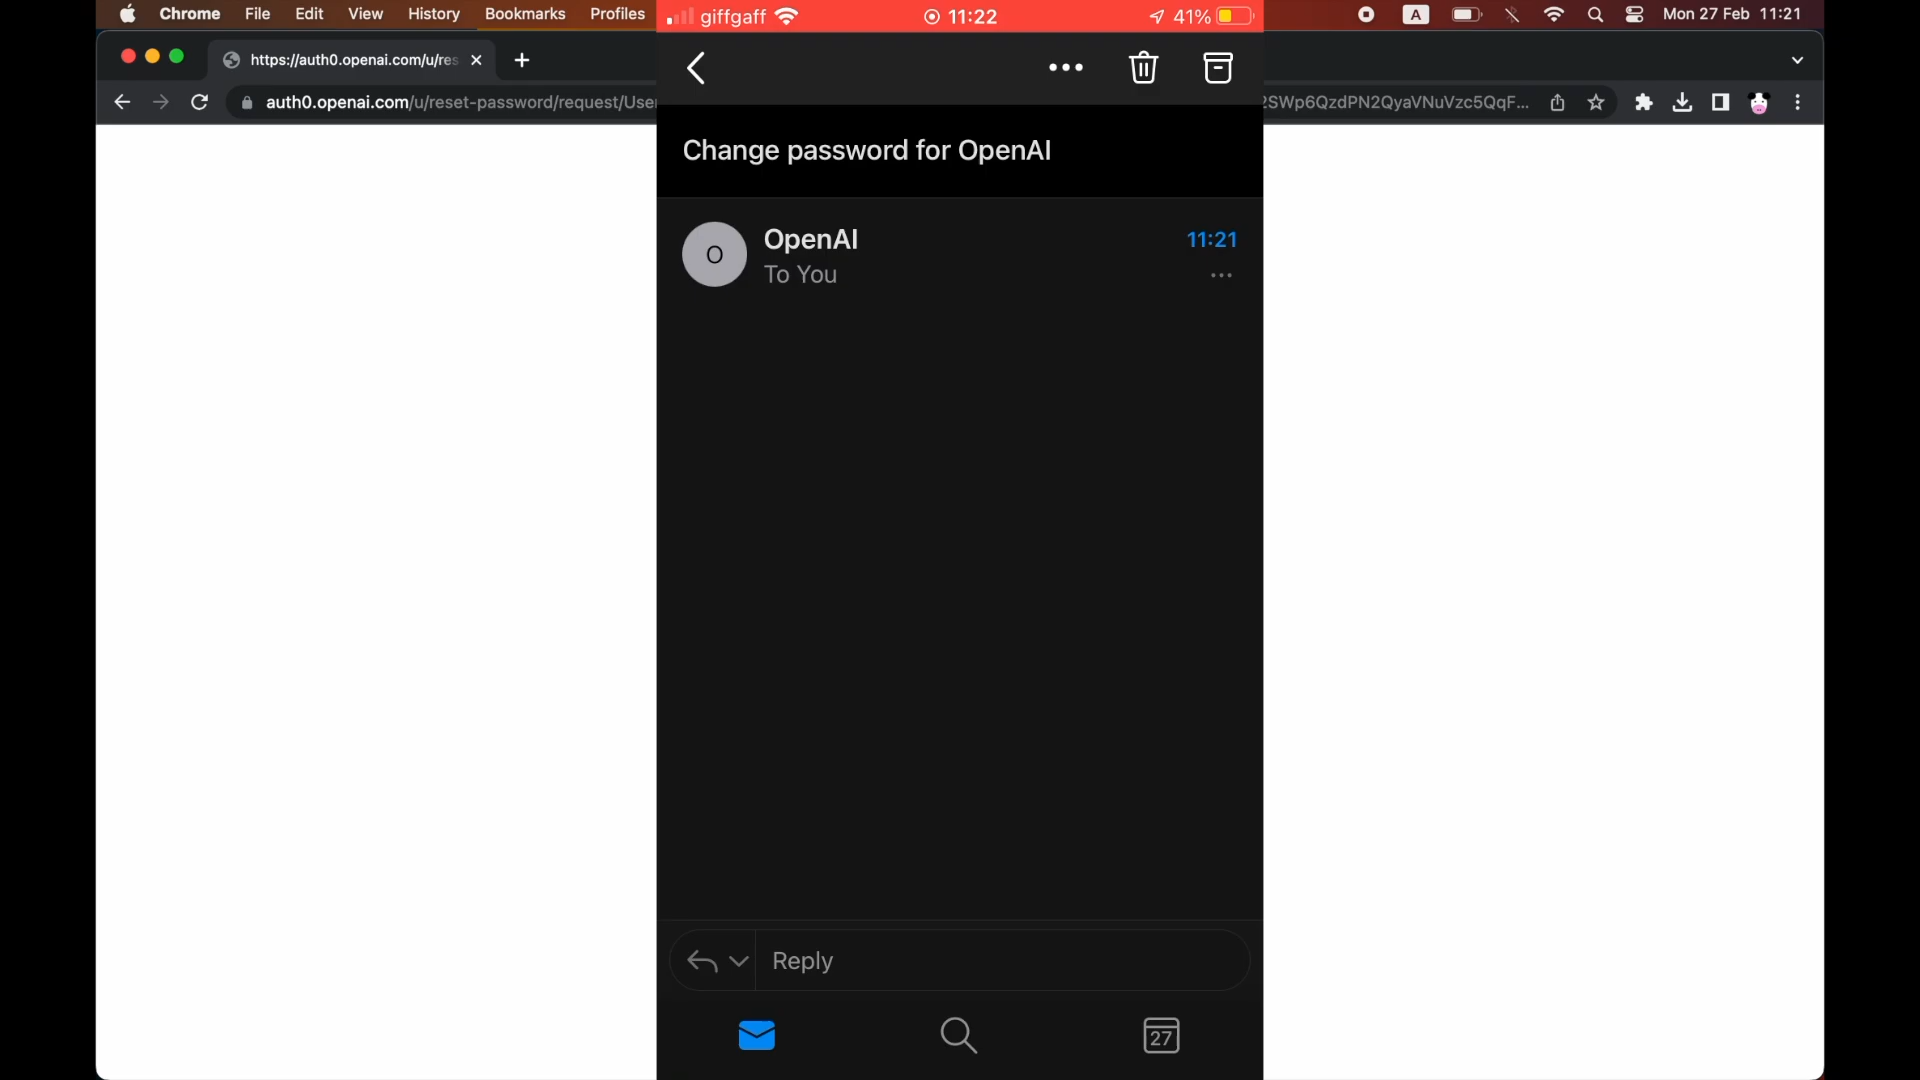 Chrome File Edit View History Bookmarks Profiles
giffgaff 11:22 41%
A Mon 27 Feb 11:21
https://auth0.openai.com/u/res
auth0.openai.com/u/reset-password/request/Use
2SWp6QzdPN2QyaVNuVzc5QqF...
Change password for OpenAI
O
OpenAI 11:21
To You
Reply
27